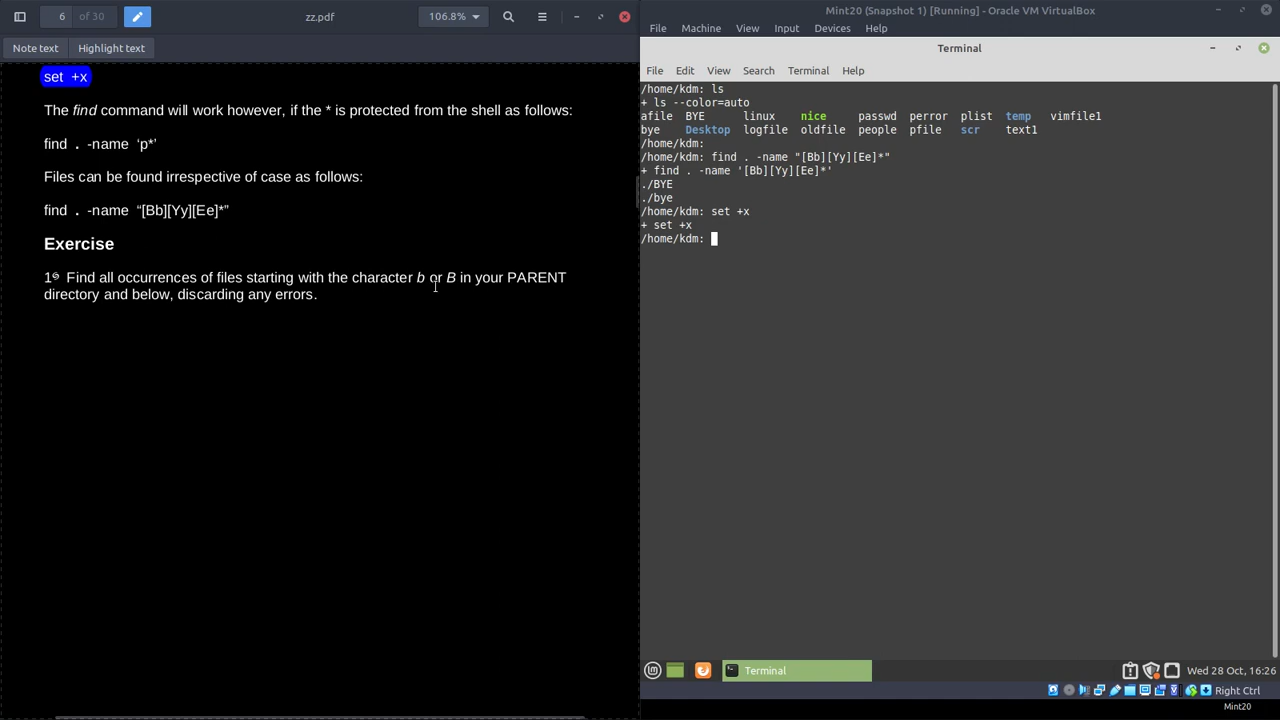 6 of 30
zz.pdf
106.8%
Note text
Highlight text
set +x
The find command will work however, if the * is protected from the shell as follows:
find . -name ‘p*’
Files can be found irrespective of case as follows:
find . -name “[Bb][Yy][Ee]*”
Exercise
1 Find all occurrences of files starting with the character b or B in your PARENT
directory and below, discarding any errors.
Mint20 (Snapshot 1) [Running] - Oracle VM VirtualBox
File Machine View Input Devices Help
Terminal
File Edit View Search Terminal Help
/home/kdm: ls
+ ls --color=auto
afile BYE linux nice passwd perror plist temp vimfile1
bye Desktop logfile oldfile people pfile scr text1
/home/kdm:
/home/kdm: find . -name "[Bb][Yy][Ee]*"
+ find . -name '[Bb][Yy][Ee]*'
./BYE
./bye
/home/kdm: set +x
+ set +x
/home/kdm:
Terminal
Wed 28 Oct, 16:26
Right Ctrl
Mint20